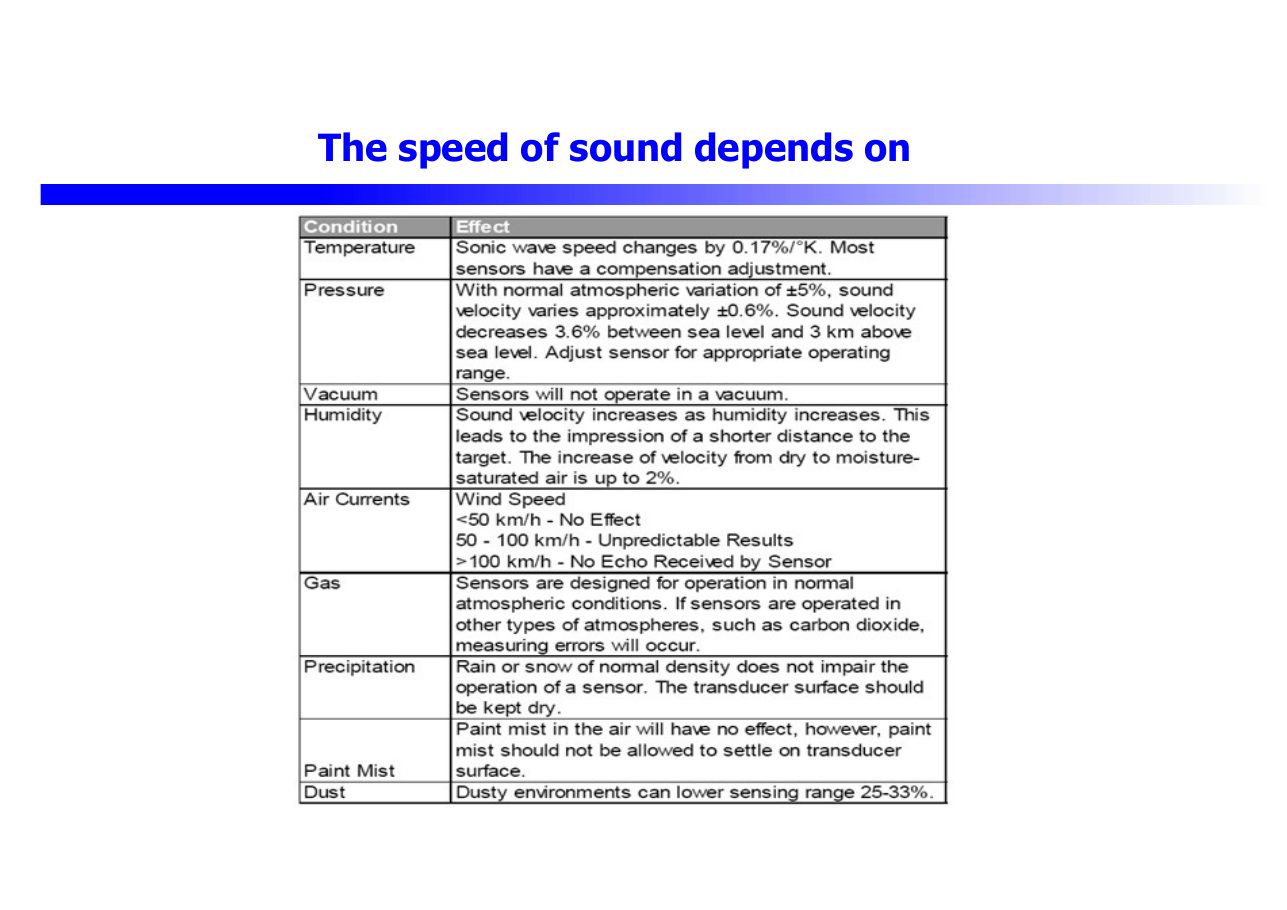 The speed of sound depends on
Condition Effect
Temperature Sonic wave speed changes by 0.17%/°K. Most
sensors have a compensation adjustment.
Pressure With normal atmospheric variation of ±5%, sound
velocity varies approximately ±0.6%. Sound velocity
decreases 3.6% between sea level and 3 km above
sea level. Adjust sensor for appropriate operating
range.
Vacuum Sensors will not operate in a vacuum.
Humidity Sound velocity increases as humidity increases. This
leads to the impression of a shorter distance to the
target. The increase of velocity from dry to moisture-
saturated air is up to 2%.
Air Currents Wind Speed
<50 km/h - No Effect
50 - 100 km/h - Unpredictable Results
>100 km/h - No Echo Received by Sensor
Gas Sensors are designed for operation in normal
atmospheric conditions. If sensors are operated in
other types of atmospheres, such as carbon dioxide,
measuring errors will occur.
Precipitation Rain or snow of normal density does not impair the
operation of a sensor. The transducer surface should
be kept dry.
Paint mist in the air will have no effect, however, paint
mist should not be allowed to settle on transducer
Paint Mist surface.
Dust Dusty environments can lower sensing range 25-33%.